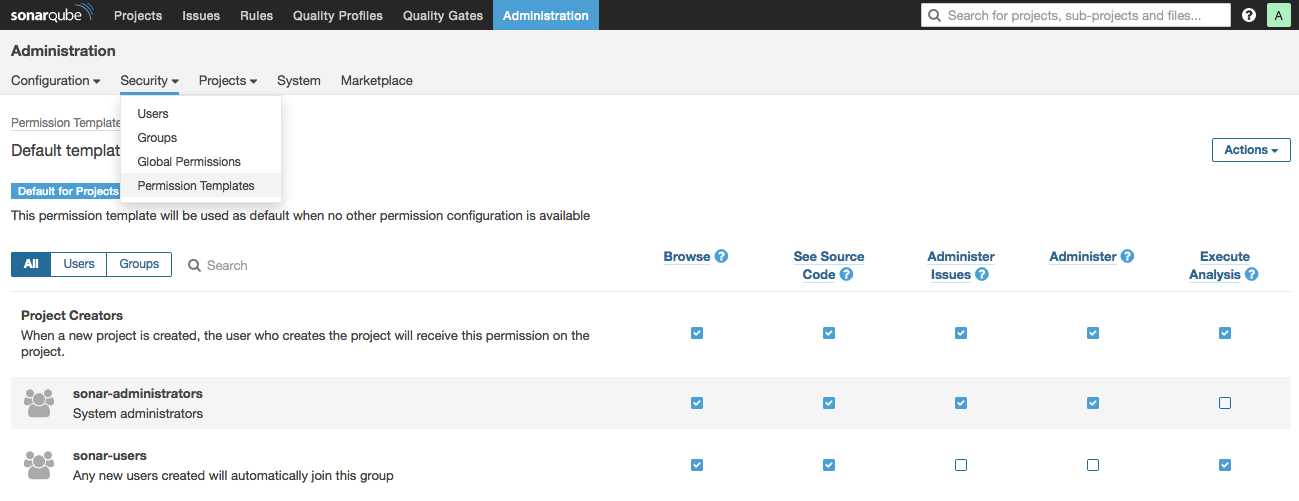 sonarqube Projects Issues Rules Quality Profiles Quality Gates Administration Search for projects, sub-projects and files... ? A
Administration
Configuration Security Projects System Marketplace
Users
Permission Template
Groups
Default templat
Actions
Global Permissions
Permission Templates
Default for Projects
This permission template will be used as default when no other permission configuration is available
All Users Groups Search
Browse ?
See Source
Code ?
Administer
Issues ?
Administer ?
Execute
Analysis ?
Project Creators
When a new project is created, the user who creates the project will receive this permission on the
project.
sonar-administrators
System administrators
sonar-users
Any new users created will automatically join this group